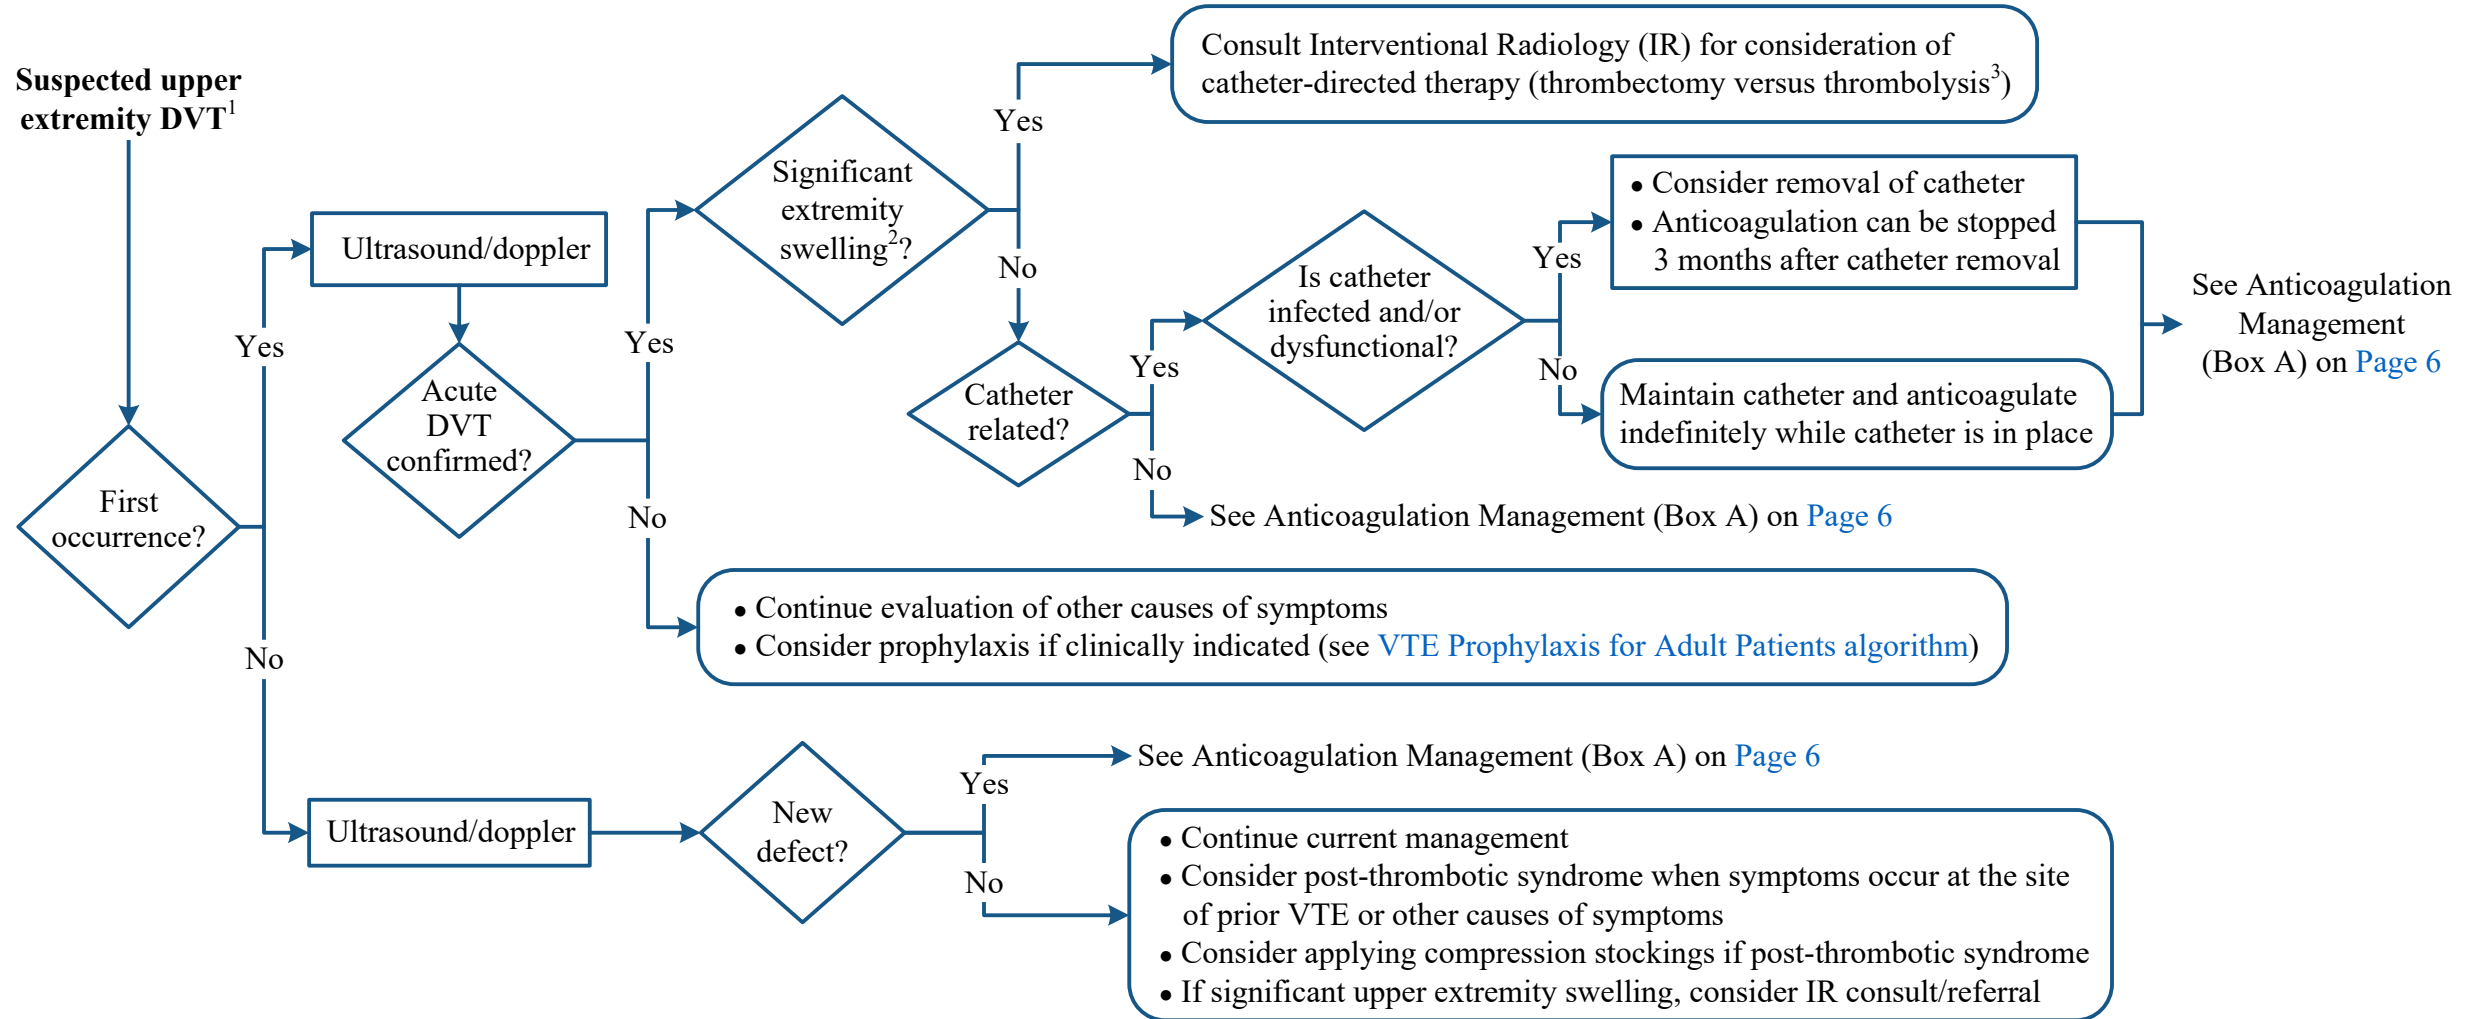 Suspected upper
extremity DVT1
First
occurrence?
Yes
No
Ultrasound/doppler
Acute
DVT
confirmed?
Yes
No
Significant
extremity
swelling2?
Yes
No
Consult Interventional Radiology (IR) for consideration of
catheter-directed therapy (thrombectomy versus thrombolysis3)
Catheter
related?
Yes
No
Is catheter
infected and/or
dysfunctional?
Yes
No
• Consider removal of catheter
• Anticoagulation can be stopped
3 months after catheter removal
Maintain catheter and anticoagulate
indefinitely while catheter is in place
See Anticoagulation
Management
(Box A) on Page 6
See Anticoagulation Management (Box A) on Page 6
• Continue evaluation of other causes of symptoms
• Consider prophylaxis if clinically indicated (see VTE Prophylaxis for Adult Patients algorithm)
Ultrasound/doppler
New
defect?
Yes
No
See Anticoagulation Management (Box A) on Page 6
• Continue current management
• Consider post-thrombotic syndrome when symptoms occur at the site
of prior VTE or other causes of symptoms
• Consider applying compression stockings if post-thrombotic syndrome
• If significant upper extremity swelling, consider IR consult/referral